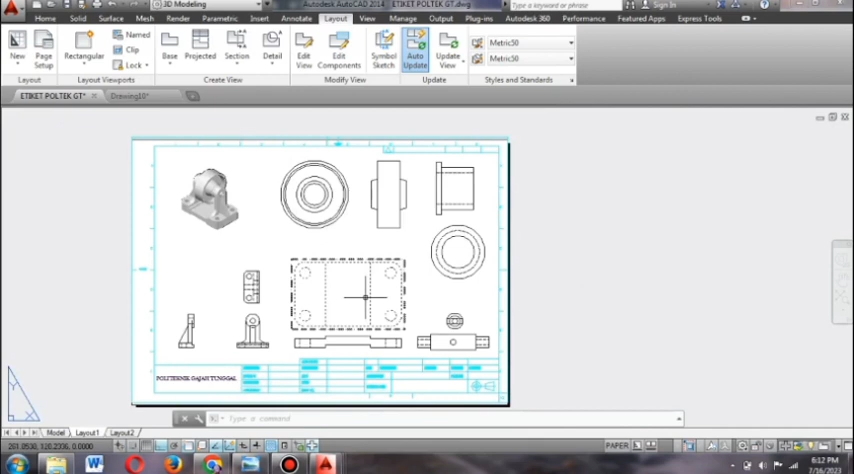 3D Modeling
Autodesk AutoCAD 2014 ETIKET POLTEK GT.dwg
Type a keyword or phrase
Sign In
Home Solid Surface Mesh Render Parametric Insert Annotate Layout View Manage Output Plug-ins Autodesk 360 Performance Featured Apps Express Tools
New
Page Setup
Rectangular
Named
Clip
Lock
Base
Projected
Section
Detail
Edit View
Edit Components
Symbol Sketch
Auto Update
Update View
Metric50
Metric50
Layout Layout Viewports Create View Modify View Update Styles and Standards
ETIKET POLTEK GT* Drawing18*
POLITEKNIK GAJAH TUNGGAL
Type a command
Model Layout1 Layout2
PAPER
6:12 PM
7/16/2023